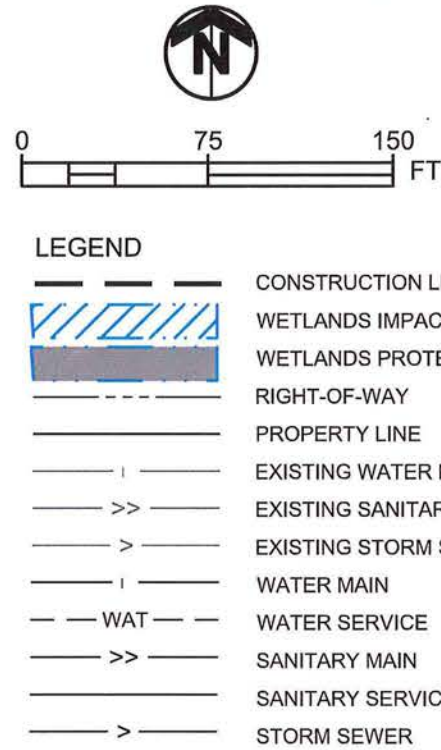 N
0 75 150
FT
LEGEND
CONSTRUCTION
WETLANDS
WETLANDS
RIGHT-OF-WAY
PROPERTY LINE
EXISTING WATER
>> EXISTING
> EXISTING STORM
WATER MAIN
WAT WATER SERVICE
>> SANITARY MAIN
SANITARY
> STORM SEWER